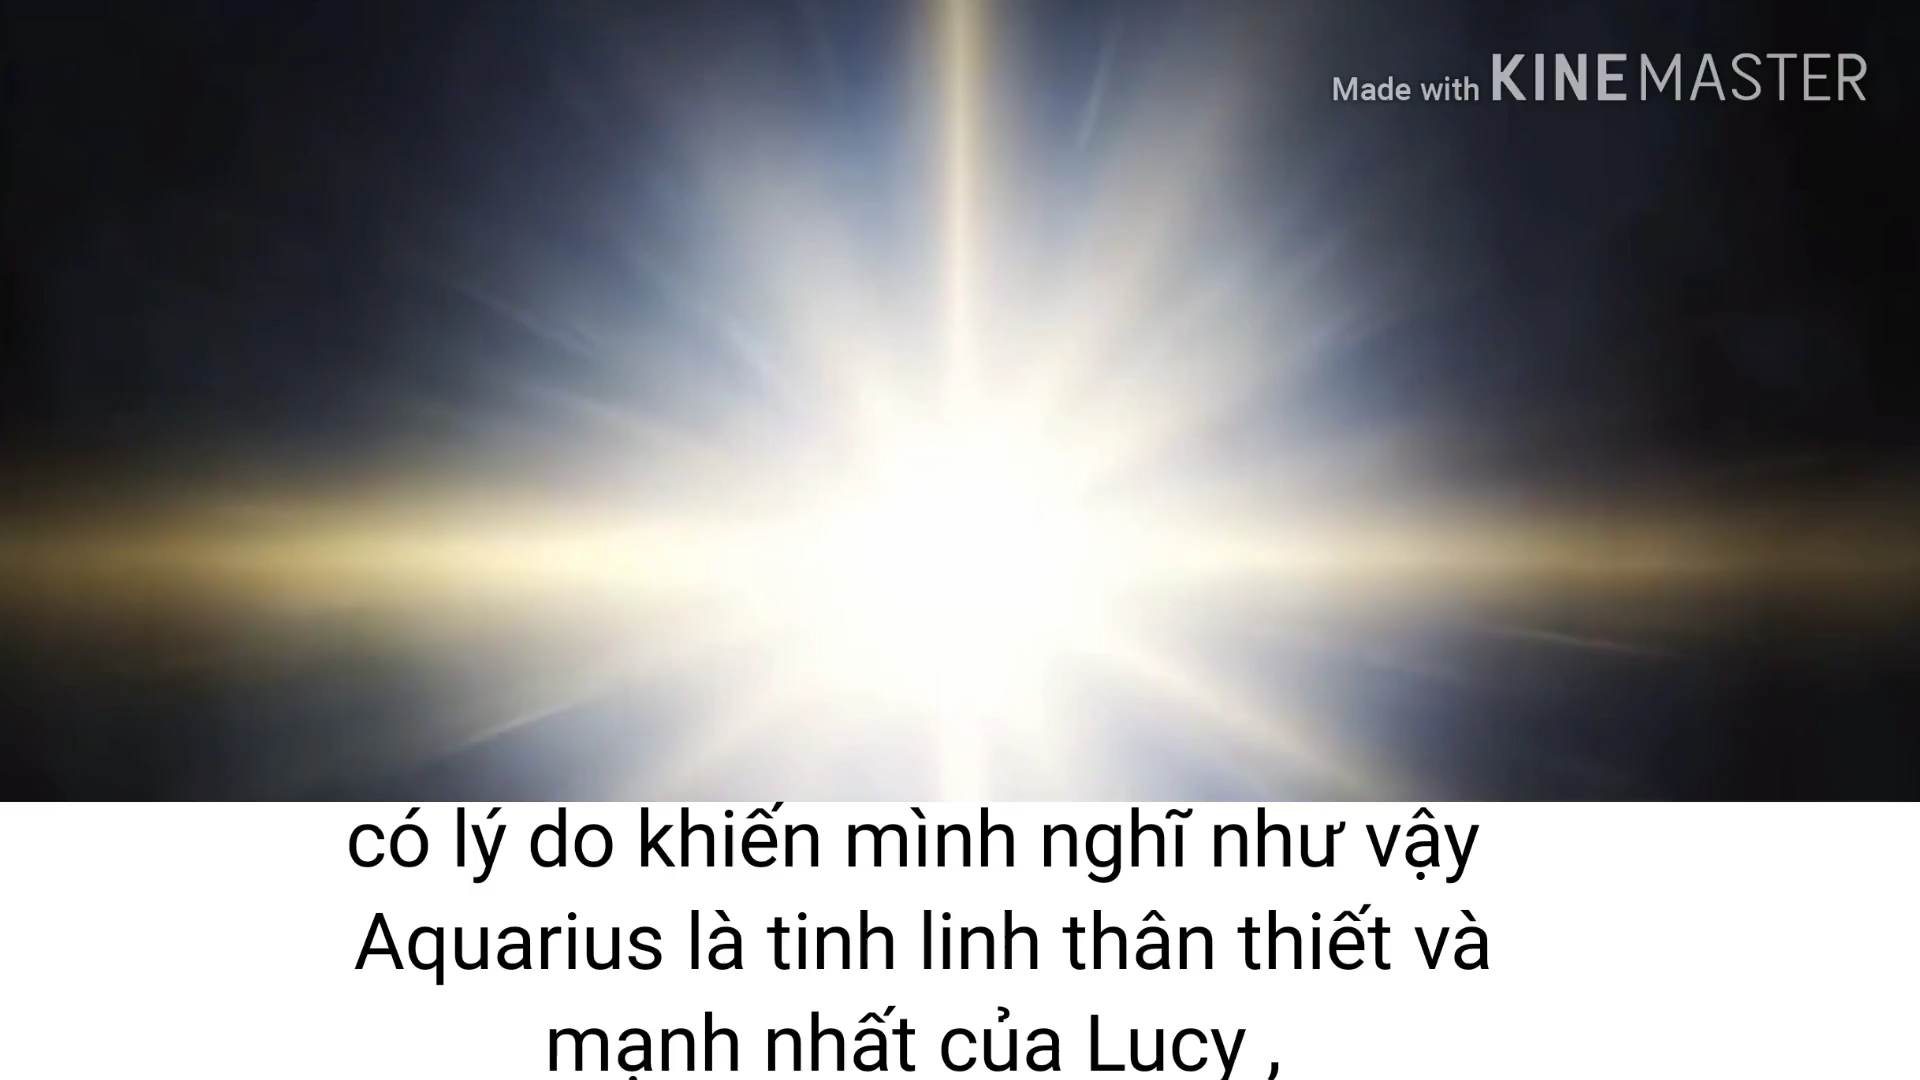 Made with KINEMASTER
có lý do khiến mình nghĩ như vậy
Aquarius là tinh linh thân thiết và
mạnh nhất của Lucy ,